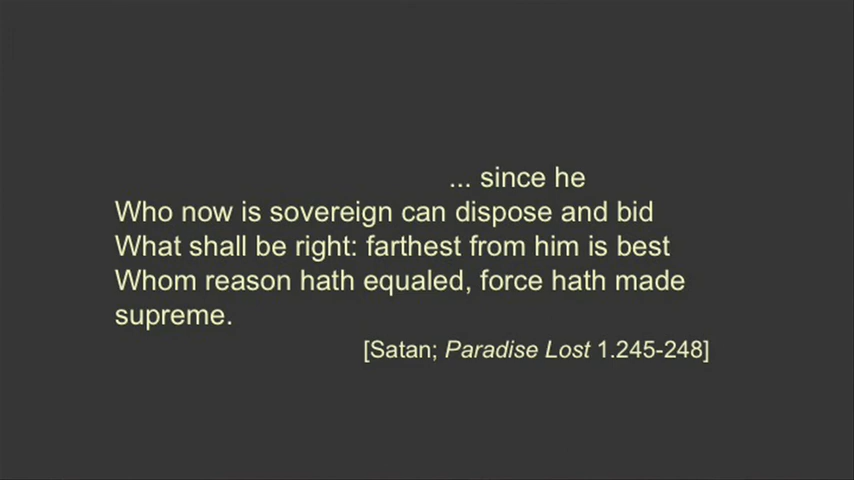 ... since he
Who now is sovereign can dispose and bid
What shall be right: farthest from him is best
Whom reason hath equaled, force hath made
supreme.
[Satan; Paradise Lost 1.245-248]